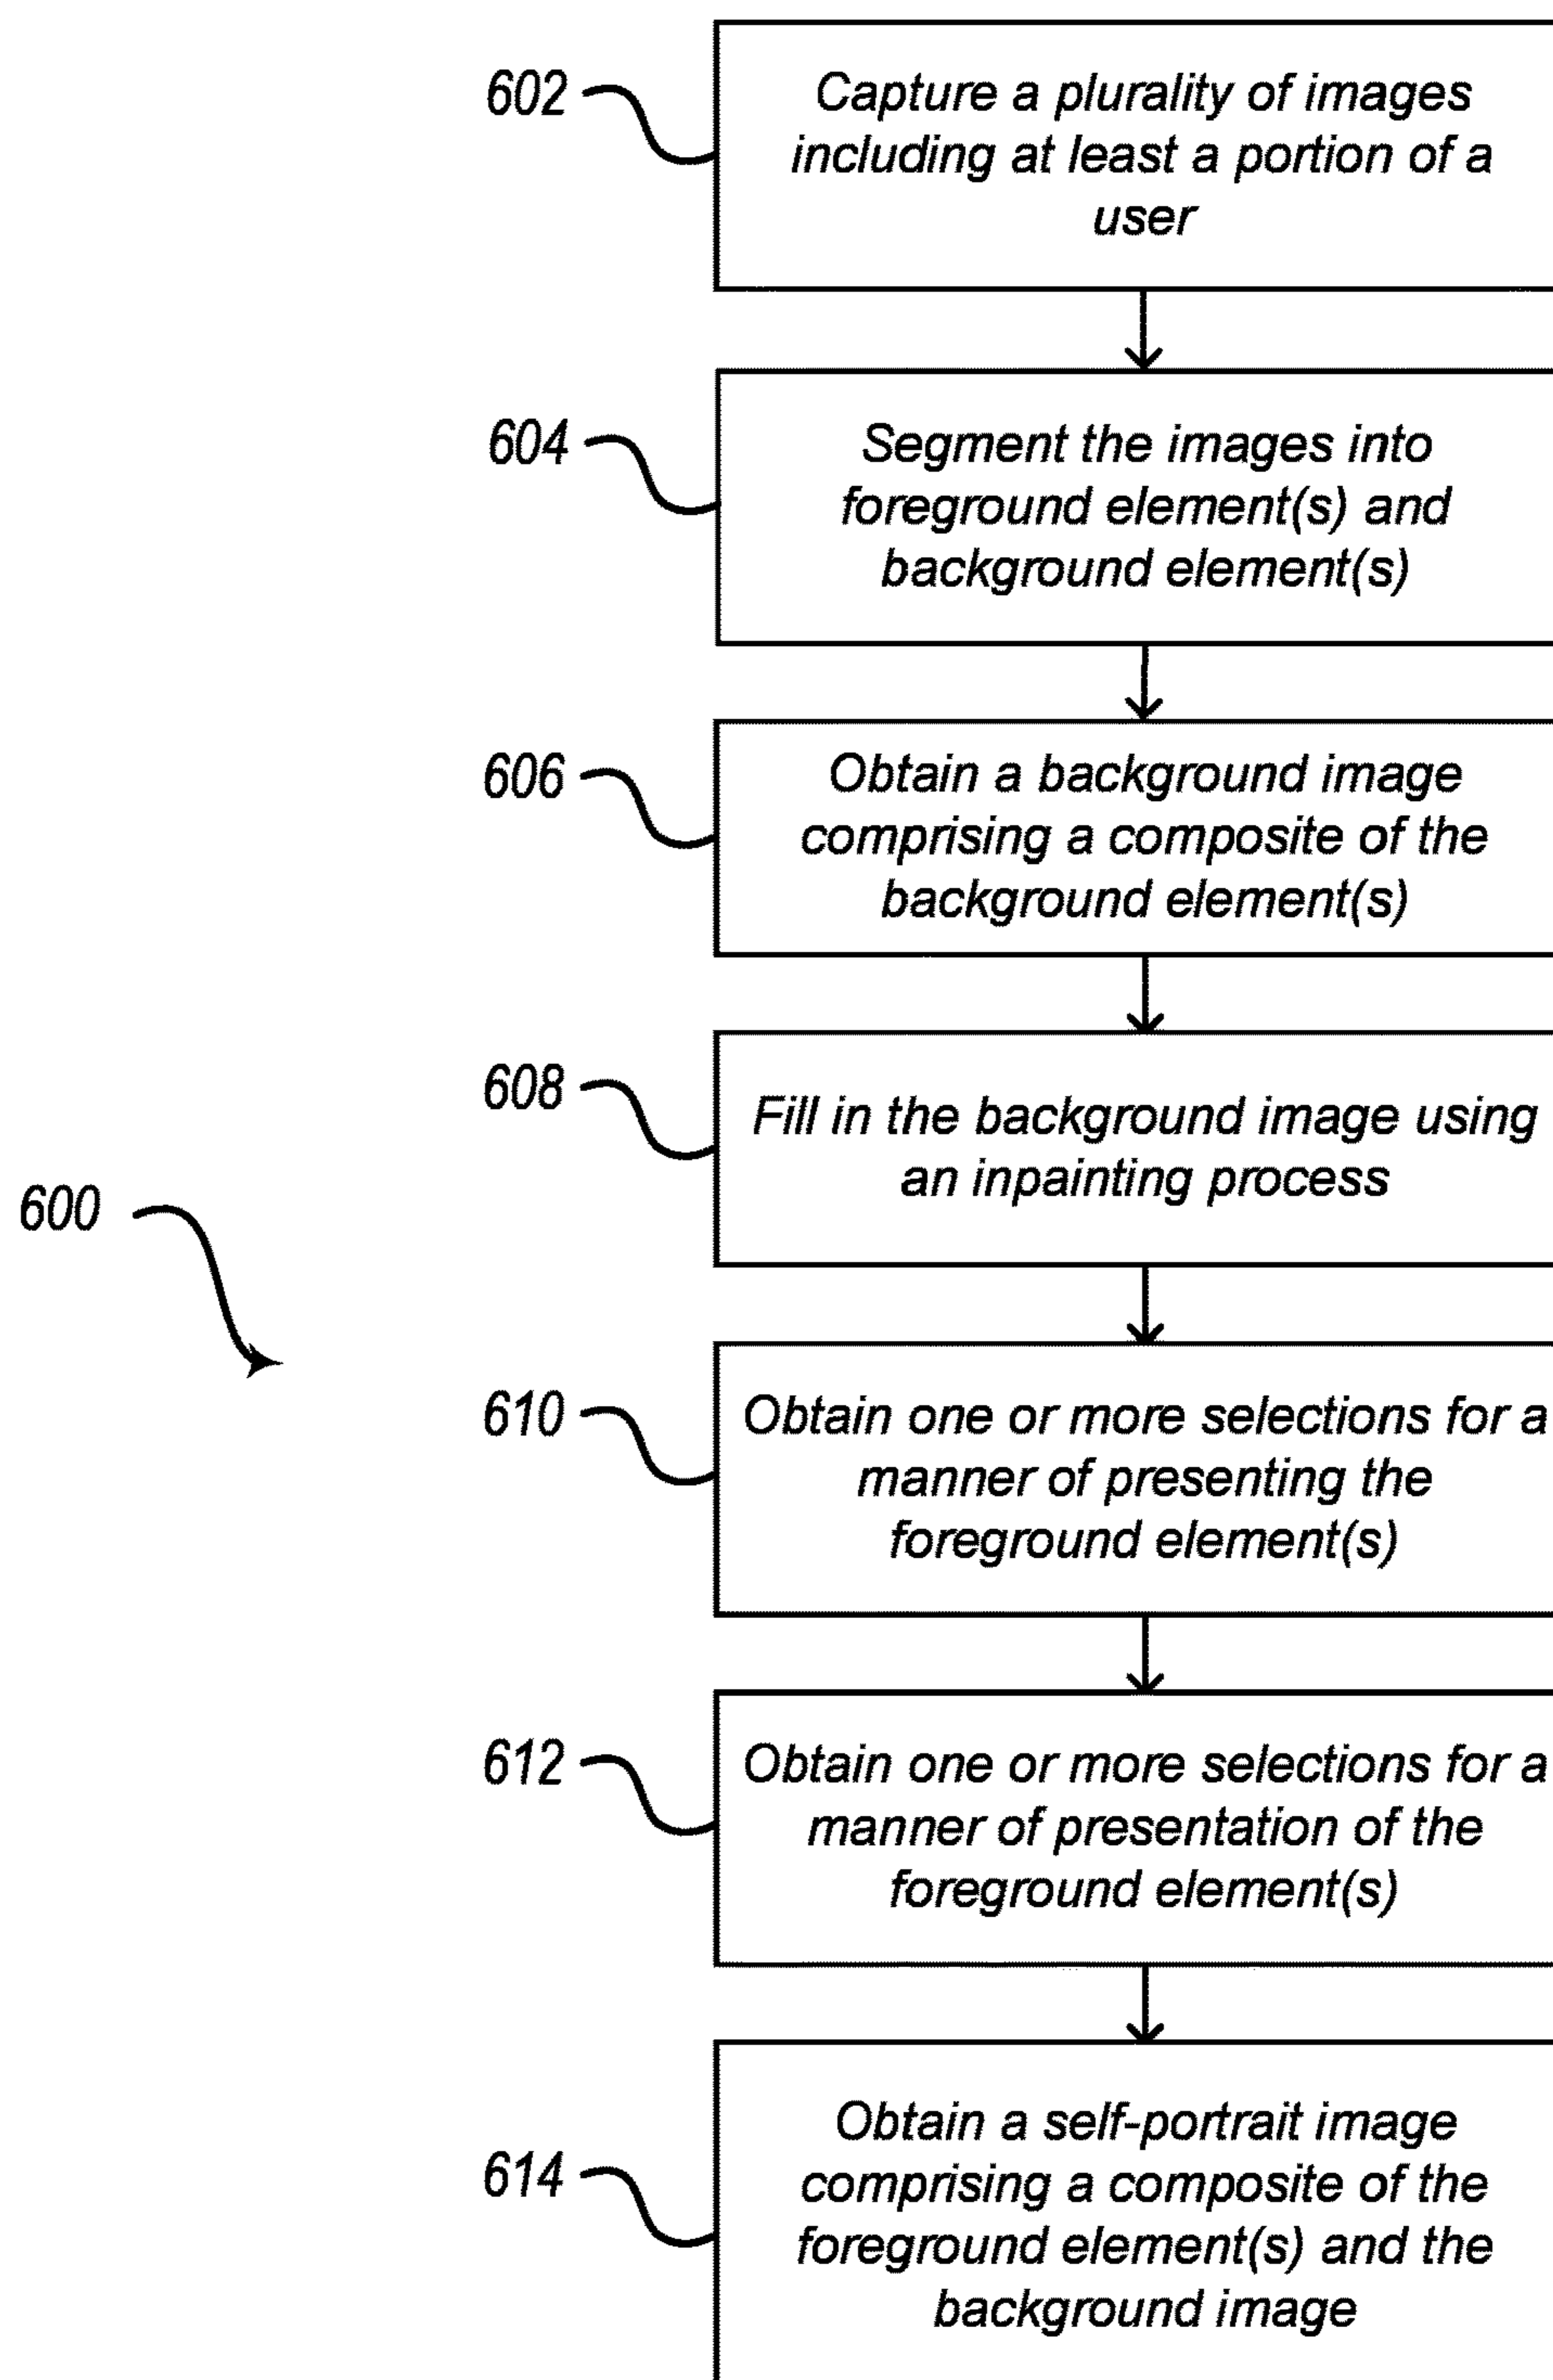 602
Capture a plurality of images
including at least a portion of a
user
604
Segment the images into
foreground element(s) and
background element(s)
606
Obtain a background image
comprising a composite of the
background element(s)
608
Fill in the background image using
an inpainting process
600
610
Obtain one or more selections for a
manner of presenting the
foreground element(s)
612
Obtain one or more selections for a
manner of presentation of the
foreground element(s)
614
Obtain a self-portrait image
comprising a composite of the
foreground element(s) and the
background image